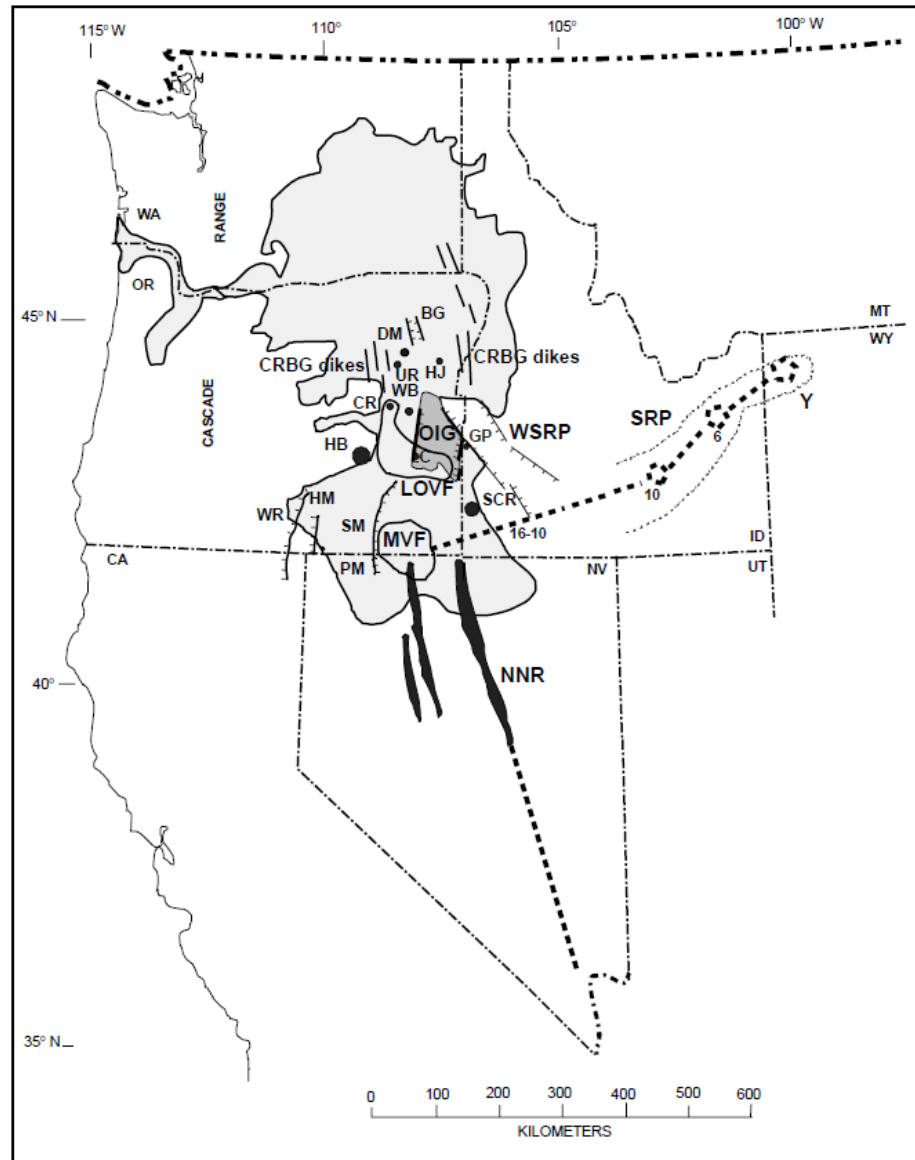 115° W
110°
105°
100° W
WA
RANGE
OR
45° N
MT
WY
BG
DM
CRBG dikes
CRBG dikes
UR
HJ
WB
CASCADE
CR
SRP
Y
OIG
WSRP
GP
6
HB
C
10
LOVF
HM
SCR
WR
SM
16-10
MVF
ID
CA
PM
NV
UT
40°
NNR
35° N
0 100 200 300 400 500 600
KILOMETERS